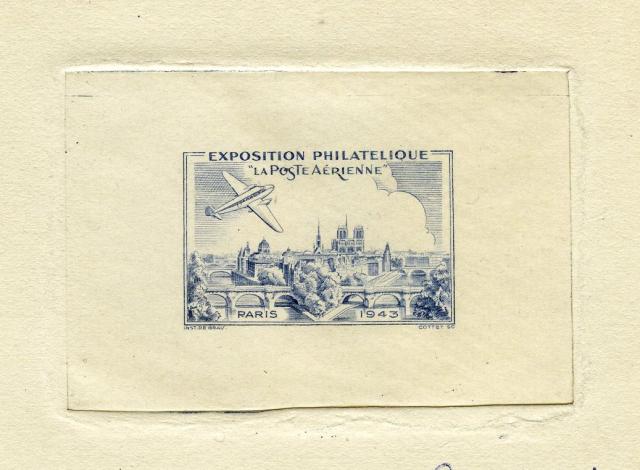 EXPOSITION PHILATELIQUE
"LA POSTE AÉRIENNE"
PARIS 1943
INST. DE GRAV. COTTET SC